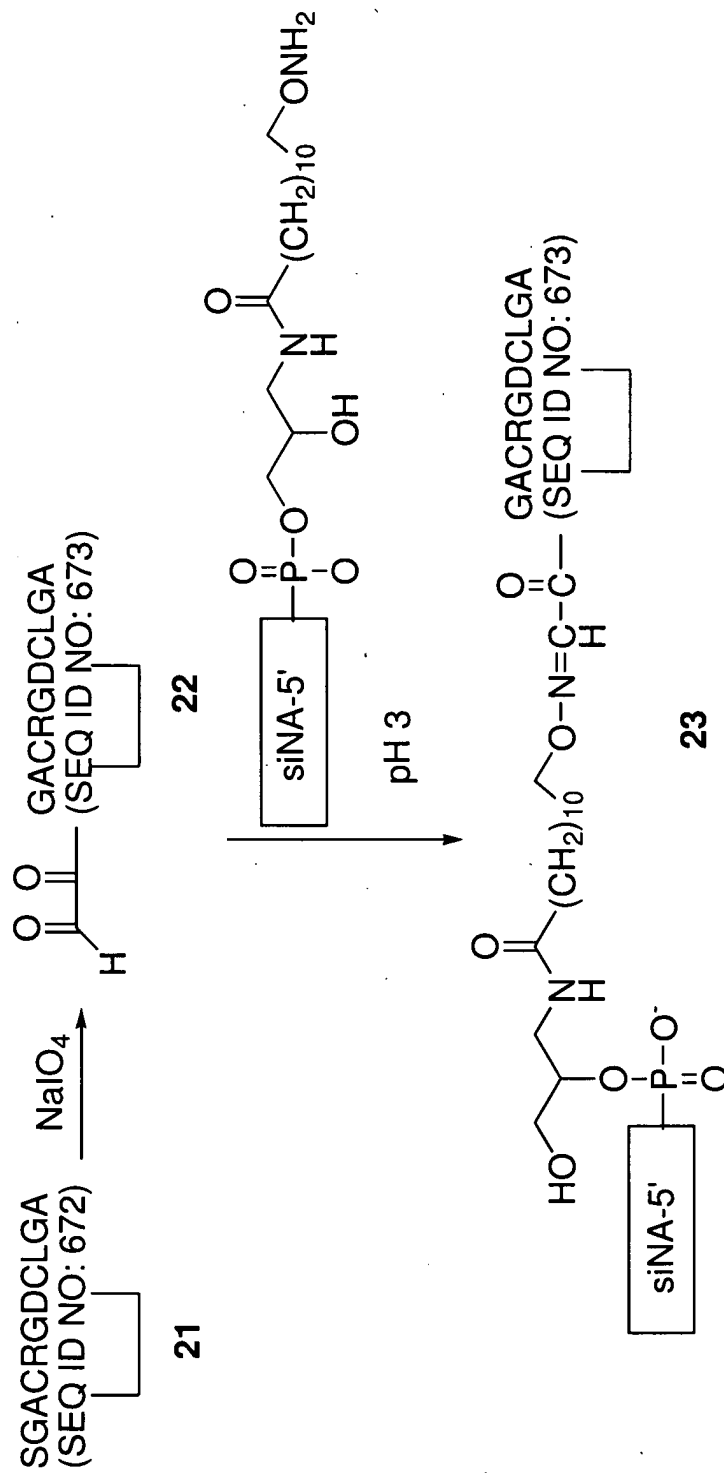 SGACRGDCLGA
(SEQ ID NO: 672)
21
NaIO4
O O
H
GACRGDCLGA
(SEQ ID NO: 673)
22
siNA-5'
O=P-O
O
OH
N
H
O
(CH2)10
ONH2
pH 3
HO
siNA-5'
O-P-O-
O
N
H
O
(CH2)10
O-N=C-C
H
O
GACRGDCLGA
(SEQ ID NO: 673)
23